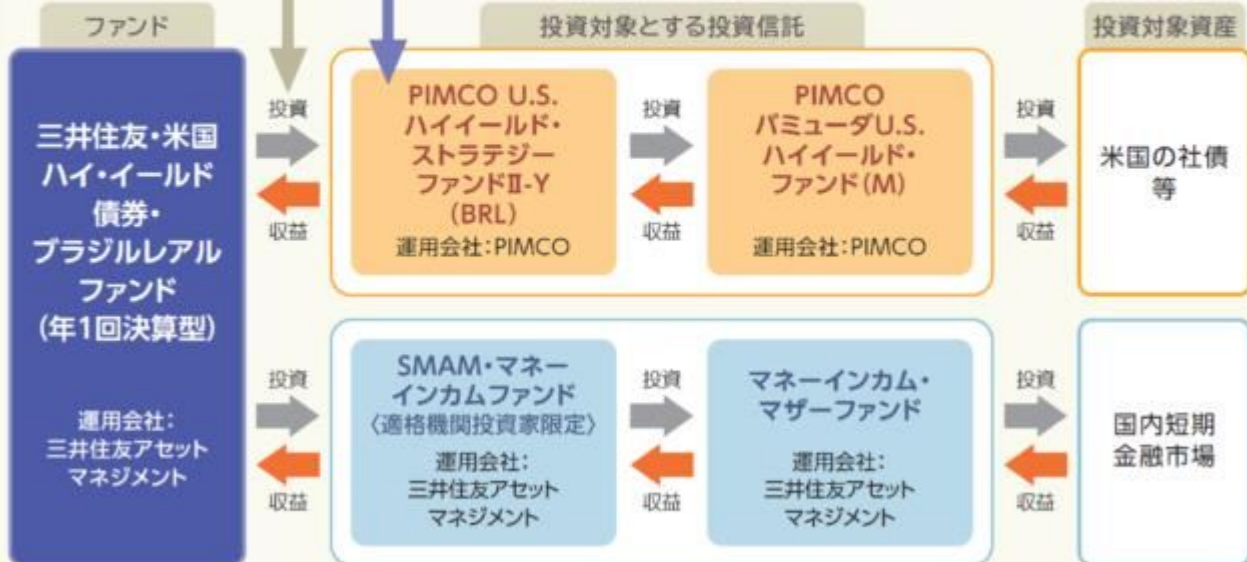 ファンド
投資対象とする投資信託
投資対象資産
三井住友・米国
ハイ・イールド
債券・
ブラジルレアル
ファンド
(年1回決算型)
運用会社:
三井住友アセット
マネジメント
投資
収益
PIMCO U.S.
ハイイールド・
ストラテジー
ファンドⅡ-Y
(BRL)
運用会社:PIMCO
投資
収益
PIMCO
バミューダU.S.
ハイイールド・
ファンド(M)
運用会社:PIMCO
投資
収益
米国の社債
等
投資
収益
SMAM・マネー
インカムファンド
〈適格機関投資家限定〉
運用会社:
三井住友アセット
マネジメント
投資
収益
マネーインカム・
マザーファンド
運用会社:
三井住友アセット
マネジメント
投資
収益
国内短期
金融市場